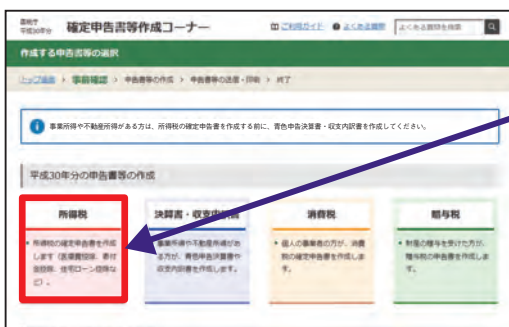 国税庁
平成30年分 確定申告書等作成コーナー
ご利用ガイド
よくある質問
よくある質問を検索
作成する申告書等の選択
トップ画面 > 事前確認 > 申告書等の作成 > 申告書等の送信・印刷 > 終了
事業所得や不動産所得がある方は、所得税の確定申告書を作成する前に、青色申告決算書・収支内訳書を作成してください。
平成30年分の申告書等の作成
所得税
・所得税の確定申告書を作成
します（医療費控除、寄付
金控除、住宅ローン控除な
ど）。
決算書・収支内訳書
事業所得や不動産所得があ
る方が、青色申告決算書や
収支内訳書を作成します。
消費税
・個人の事業者の方が、消費
税の確定申告書を作成しま
す。
贈与税
・財産の贈与を受けた方が、
贈与税の申告書を作成しま
す。